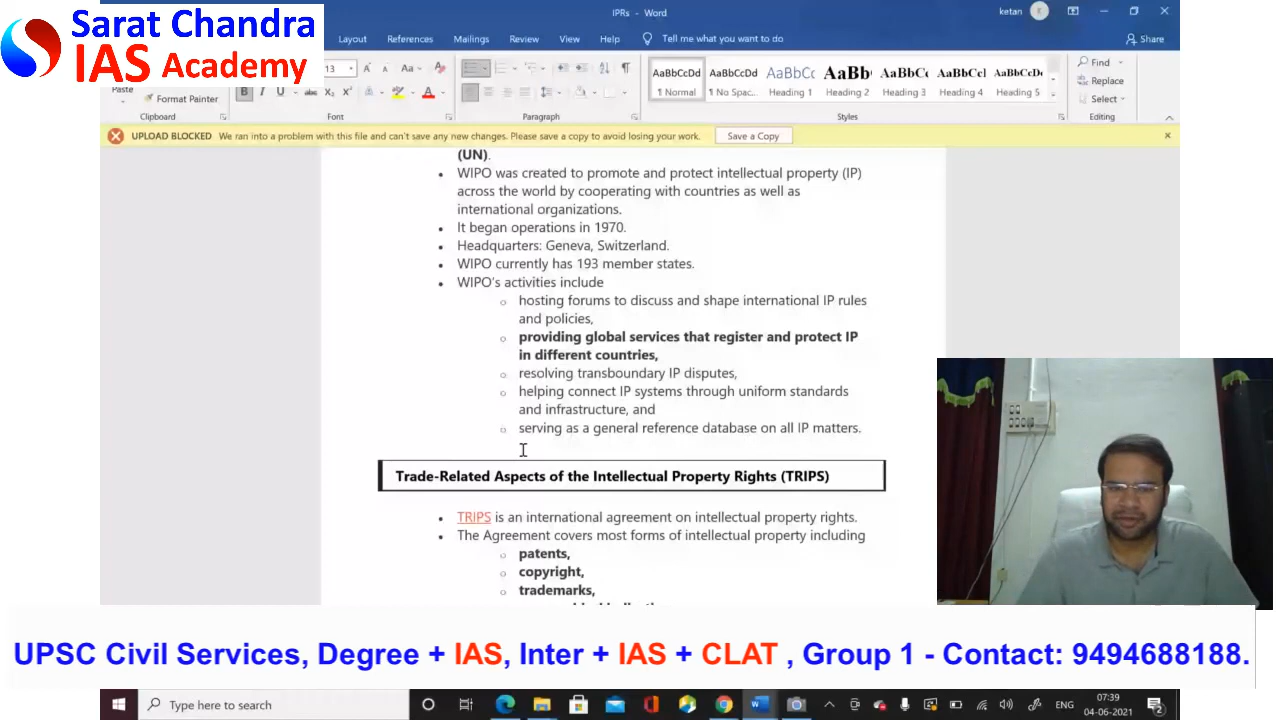 Sarat Chandra
IAS Academy
IPRs - Word
ketan
Layout References Mailings Review View Help Tell me what you want to do
Share
13
Paste
Format Painter
Clipboard
Font
Paragraph
AaBbCcDd AaBbCcDd AaBbCc AaBb AaBbCc AaBbCcl AaBbCcDc
1 Normal 1 No Spac... Heading 1 Heading 2 Heading 3 Heading 4 Heading 5
Styles
Find
Replace
Select
Editing
UPLOAD BLOCKED We ran into a problem with this file and can't save any new changes. Please save a copy to avoid losing your work. Save a Copy
(UN).
• WIPO was created to promote and protect intellectual property (IP)
across the world by cooperating with countries as well as
international organizations.
• It began operations in 1970.
• Headquarters: Geneva, Switzerland.
• WIPO currently has 193 member states.
• WIPO's activities include
○ hosting forums to discuss and shape international IP rules
and policies,
○ providing global services that register and protect IP
in different countries,
○ resolving transboundary IP disputes,
○ helping connect IP systems through uniform standards
and infrastructure, and
○ serving as a general reference database on all IP matters.
Trade-Related Aspects of the Intellectual Property Rights (TRIPS)
• TRIPS is an international agreement on intellectual property rights.
• The Agreement covers most forms of intellectual property including
○ patents,
○ copyright,
○ trademarks,
UPSC Civil Services, Degree + IAS, Inter + IAS + CLAT , Group 1 - Contact: 9494688188.
Type here to search
ENG
07:39
04-06-2021
2